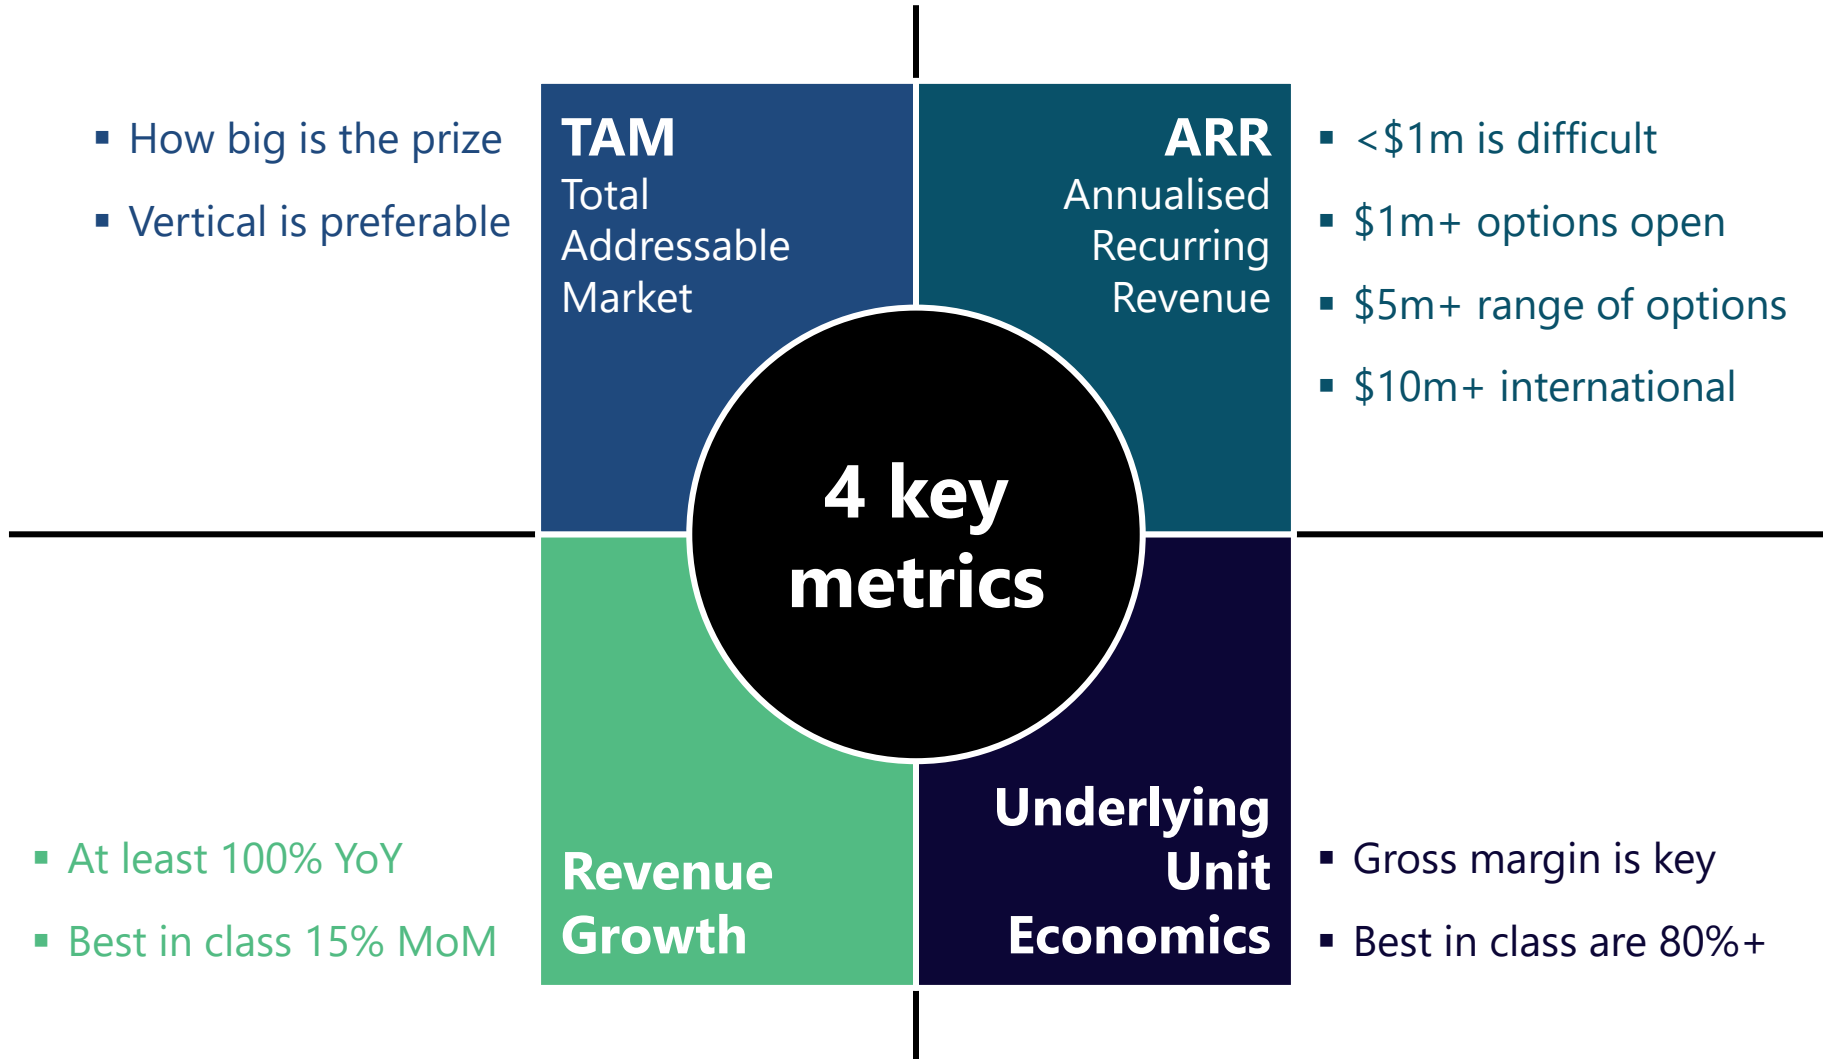 ▪ How big is the prize
▪ Vertical is preferable
TAM
Total
Addressable
Market
ARR
Annualised
Recurring
Revenue
▪ <$1m is difficult
▪ $1m+ options open
▪ $5m+ range of options
▪ $10m+ international
4 key
metrics
▪ At least 100% YoY
▪ Best in class 15% MoM
Revenue
Growth
Underlying
Unit
Economics
▪ Gross margin is key
▪ Best in class are 80%+